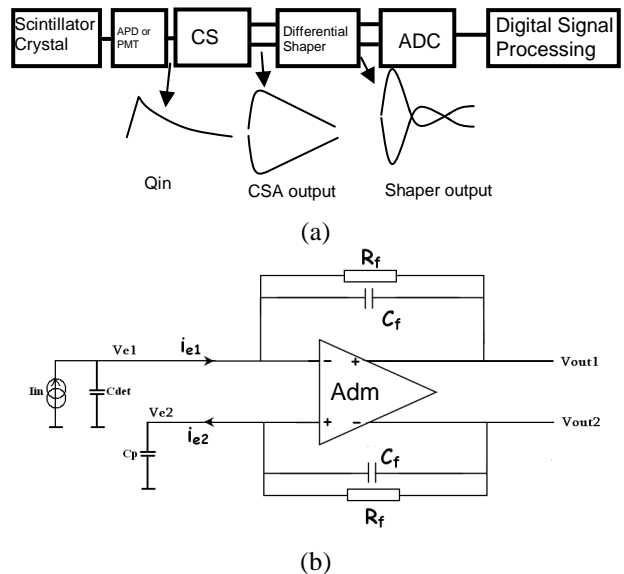 Scintillator
Crystal
APD or
PMT
CS
Differential
Shaper
ADC
Digital Signal
Processing
Qin
CSA output
Shaper output
(a)
Rf
Cf
Ve1
ie1
Iin
Cdet
Adm
Vout1
Ve2
ie2
Cp
Vout2
Cf
Rf
(b)